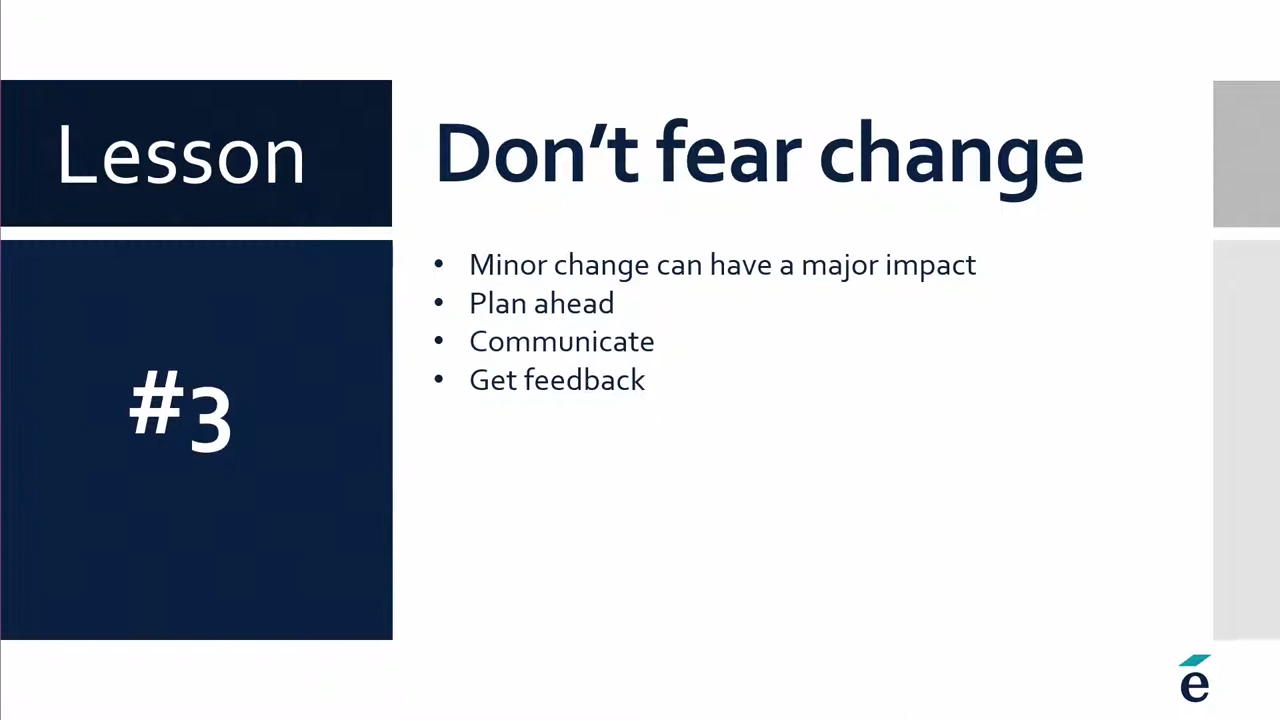 Lesson
Don’t fear change
#3
• Minor change can have a major impact
• Plan ahead
• Communicate
• Get feedback
é